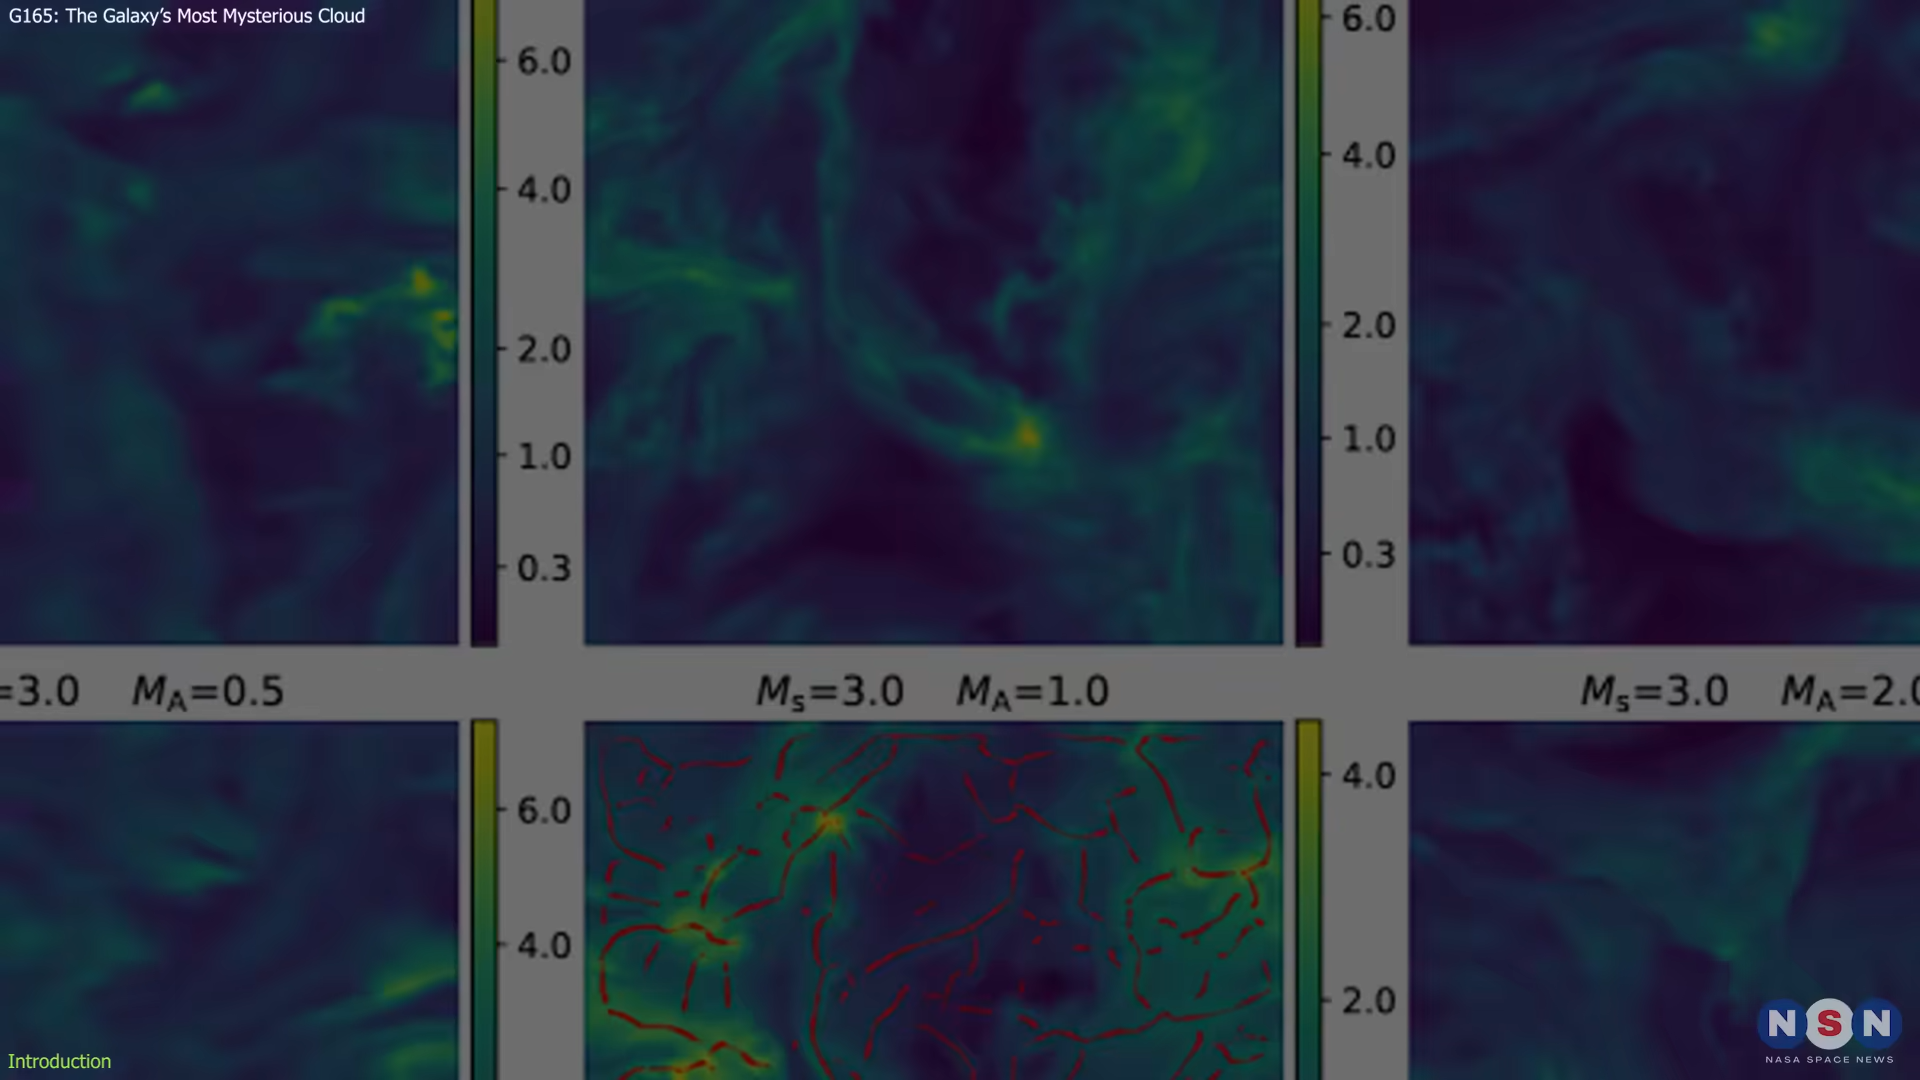 G165: The Galaxy's Most Mysterious Cloud
6.0
4.0
2.0
1.0
0.3
6.0
4.0
2.0
1.0
0.3
=3.0 MA=0.5
Ms=3.0 MA=1.0
Ms=3.0 MA=2.0
6.0
4.0
4.0
2.0
Introduction
NSN
NASA SPACE NEWS